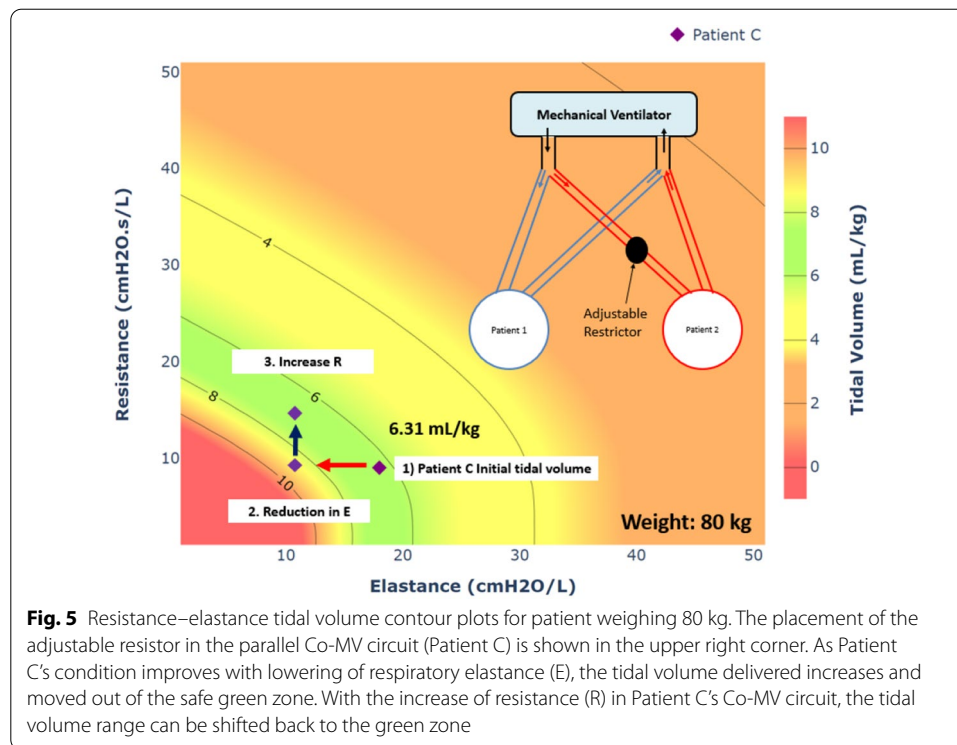 Patient C
50
40
30
20
10
Resistance (cmH2O.s/L)
Mechanical Ventilator
Patient 1
Adjustable
Restrictor
Patient 2
4
3. Increase R
8
6
6.31 mL/kg
1) Patient C Initial tidal volume
10
2. Reduction in E
Weight: 80 kg
10
20
30
40
50
Elastance (cmH2O/L)
10
8
6
4
2
0
Tidal Volume (mL/kg)
Fig. 5 Resistance–elastance tidal volume contour plots for patient weighing 80 kg. The placement of the
adjustable resistor in the parallel Co-MV circuit (Patient C) is shown in the upper right corner. As Patient
C’s condition improves with lowering of respiratory elastance (E), the tidal volume delivered increases and
moved out of the safe green zone. With the increase of resistance (R) in Patient C’s Co-MV circuit, the tidal
volume range can be shifted back to the green zone